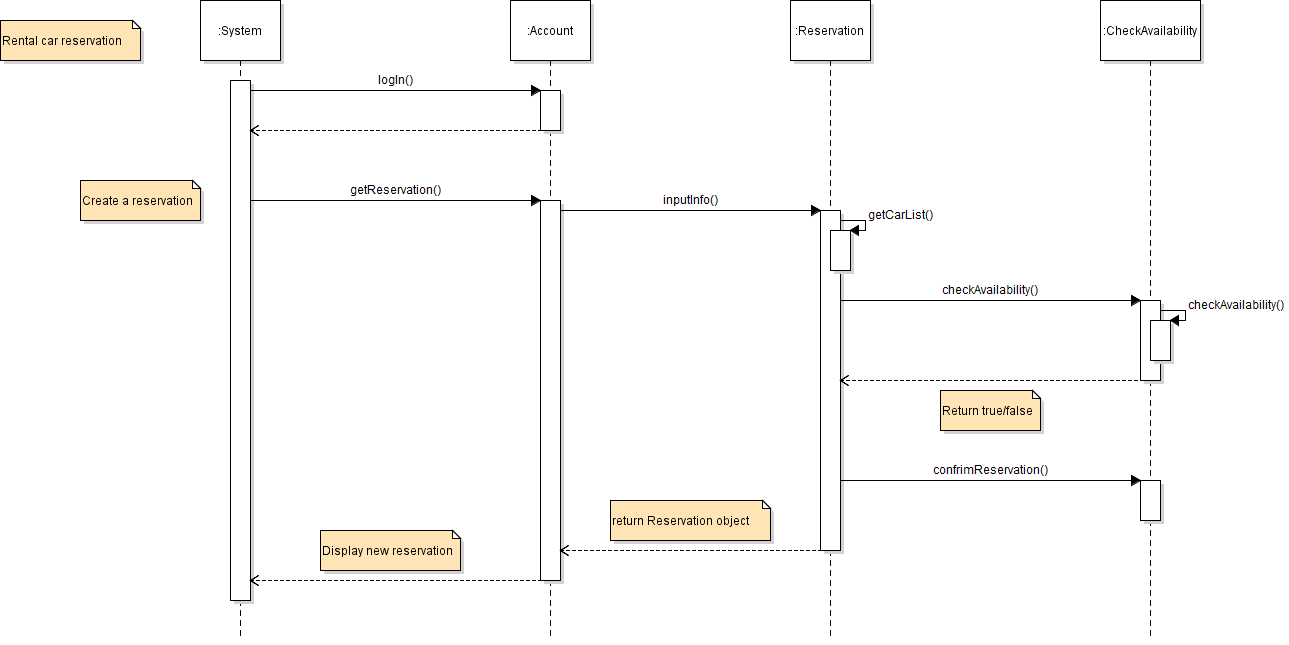 Rental car reservation
:System
:Account
:Reservation
:CheckAvailability
logIn()
Create a reservation
getReservation()
inputInfo()
getCarList()
checkAvailability()
checkAvailability()
Return true/false
confrimReservation()
return Reservation object
Display new reservation